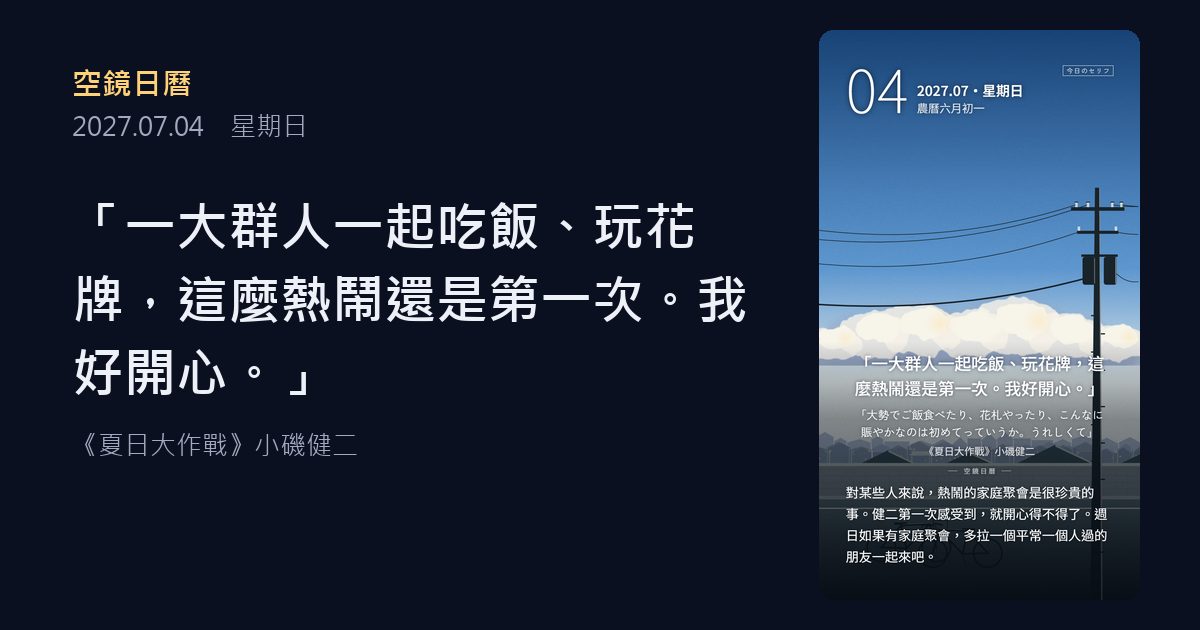 空鏡日曆
2027.07.04 星期日
「一大群人一起吃飯、玩花
牌，這麼熱鬧還是第一次。我
好開心。」
《夏日大作戰》小磯健二
04
2027.07・星期日
農曆六月初一
今日のセリフ
「一大群人一起吃飯、玩花牌，這
麼熱鬧還是第一次。我好開心。」
「大勢でご飯食べたり、花札やったり、こんなに
賑やかなのは初めてっていうか。うれしくて」
《夏日大作戰》小磯健二
— 空鏡日曆 —
對某些人來說，熱鬧的家庭聚會是很珍貴的
事。健二第一次感受到，就開心得不得了。週
日如果有家庭聚會，多拉一個平常一個人過的
朋友一起來吧。